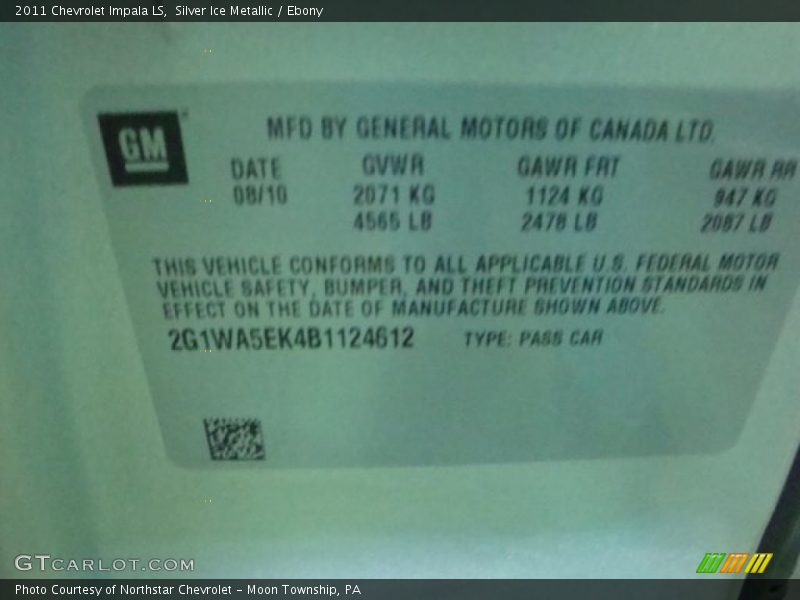 2011 Chevrolet Impala LS,  Silver Ice Metallic / Ebony
GM
MFD BY GENERAL MOTORS OF CANADA LTD.
DATE GVWR GAWR FRT GAWR RR
08/10 2071 KG 1124 KG 947 KG
4565 LB 2478 LB 2087 LB
THIS VEHICLE CONFORMS TO ALL APPLICABLE U.S. FEDERAL MOTOR
VEHICLE SAFETY, BUMPER, AND THEFT PREVENTION STANDARDS IN
EFFECT ON THE DATE OF MANUFACTURE SHOWN ABOVE.
2G1WA5EK4B1124612 TYPE: PASS CAR
GTCARLOT.COM
Photo Courtesy of Northstar Chevrolet - Moon Township, PA